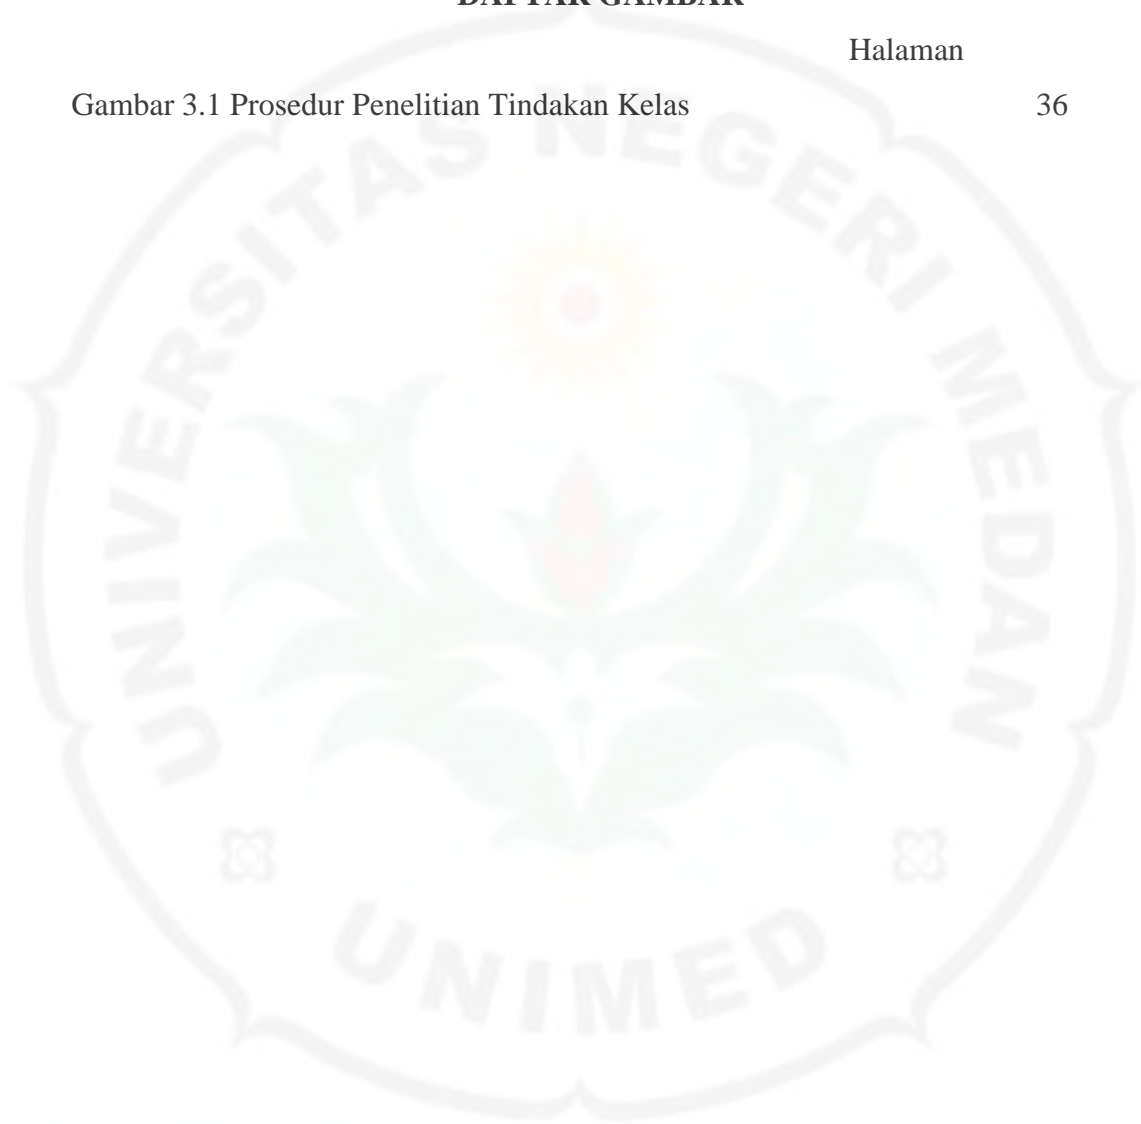 DAFTAR GAMBAR
Halaman
Gambar 3.1 Prosedur Penelitian Tindakan Kelas 36
UNIVERSITAS NEGERI MEDAN
UNIMED